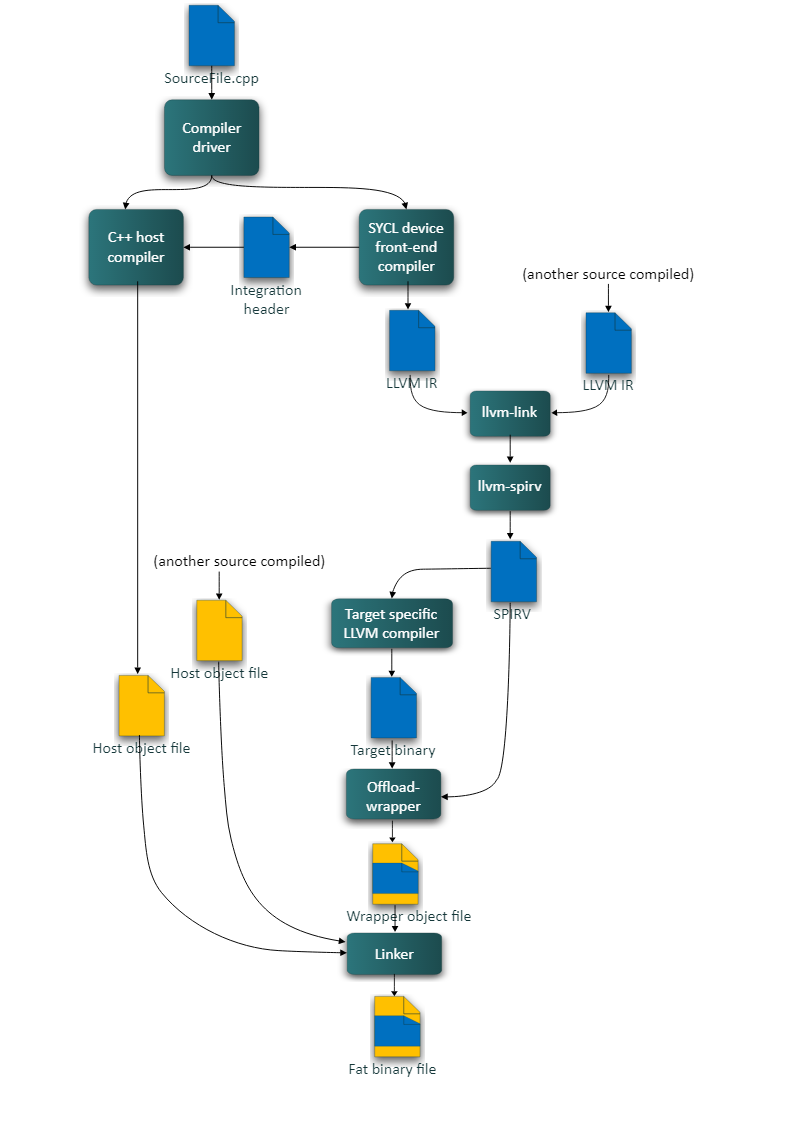 SourceFile.cpp
Compiler
driver
C++ host
compiler
Integration
header
SYCL device
front-end
compiler
(another source compiled)
LLVM IR
LLVM IR
llvm-link
llvm-spirv
SPIRV
(another source compiled)
Host object file
Host object file
Target specific
LLVM compiler
Target binary
Offload-
wrapper
Wrapper object file
Linker
Fat binary file